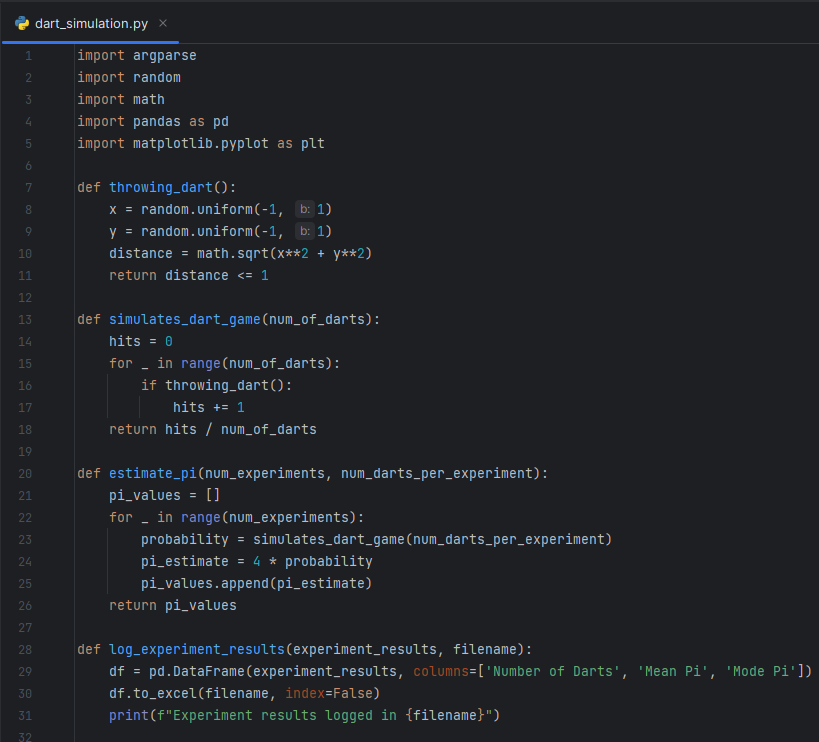 dart_simulation.py ×
1 import argparse
2 import random
3 import math
4 import pandas as pd
5 import matplotlib.pyplot as plt
6
7 def throwing_dart():
8     x = random.uniform(-1, b: 1)
9     y = random.uniform(-1, b: 1)
10     distance = math.sqrt(x**2 + y**2)
11     return distance <= 1
12
13 def simulates_dart_game(num_of_darts):
14     hits = 0
15     for _ in range(num_of_darts):
16         if throwing_dart():
17             hits += 1
18     return hits / num_of_darts
19
20 def estimate_pi(num_experiments, num_darts_per_experiment):
21     pi_values = []
22     for _ in range(num_experiments):
23         probability = simulates_dart_game(num_darts_per_experiment)
24         pi_estimate = 4 * probability
25         pi_values.append(pi_estimate)
26     return pi_values
27
28 def log_experiment_results(experiment_results, filename):
29     df = pd.DataFrame(experiment_results, columns=['Number of Darts', 'Mean Pi', 'Mode Pi'])
30     df.to_excel(filename, index=False)
31     print(f"Experiment results logged in {filename}")
32